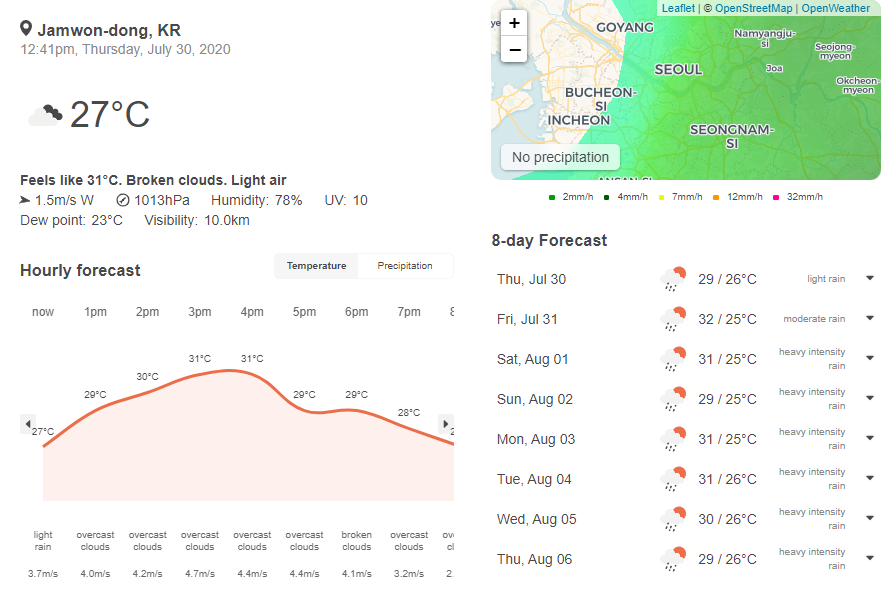 Jamwon-dong, KR
12:41pm, Thursday, July 30, 2020
27°C
Feels like 31°C. Broken clouds. Light air
1.5m/s W 1013hPa Humidity: 78% UV: 10
Dew point: 23°C Visibility: 10.0km
Hourly forecast
Temperature Precipitation
now 1pm 2pm 3pm 4pm 5pm 6pm 7pm 8
31°C 31°C
30°C
29°C 29°C 29°C
28°C
27°C 2
light rain
overcast clouds
overcast clouds
overcast clouds
overcast clouds
overcast clouds
broken clouds
overcast clouds
3.7m/s 4.0m/s 4.2m/s 4.7m/s 4.4m/s 4.4m/s 4.1m/s 3.2m/s 2.
+
−
Leaflet | © OpenStreetMap | OpenWeather
GOYANG
Namyangju-
si
Seojong-
myeon
SEOUL
Joa
Okcheon-
myeon
BUCHEON-
SI
INCHEON
SEONGNAM-
SI
No precipitation
ANSAN-SI
2mm/h 4mm/h 7mm/h 12mm/h 32mm/h
8-day Forecast
Thu, Jul 30 29 / 26°C light rain
Fri, Jul 31 32 / 25°C moderate rain
Sat, Aug 01 31 / 25°C heavy intensity
rain
Sun, Aug 02 29 / 25°C heavy intensity
rain
Mon, Aug 03 31 / 25°C heavy intensity
rain
Tue, Aug 04 31 / 26°C heavy intensity
rain
Wed, Aug 05 30 / 26°C heavy intensity
rain
Thu, Aug 06 29 / 26°C heavy intensity
rain